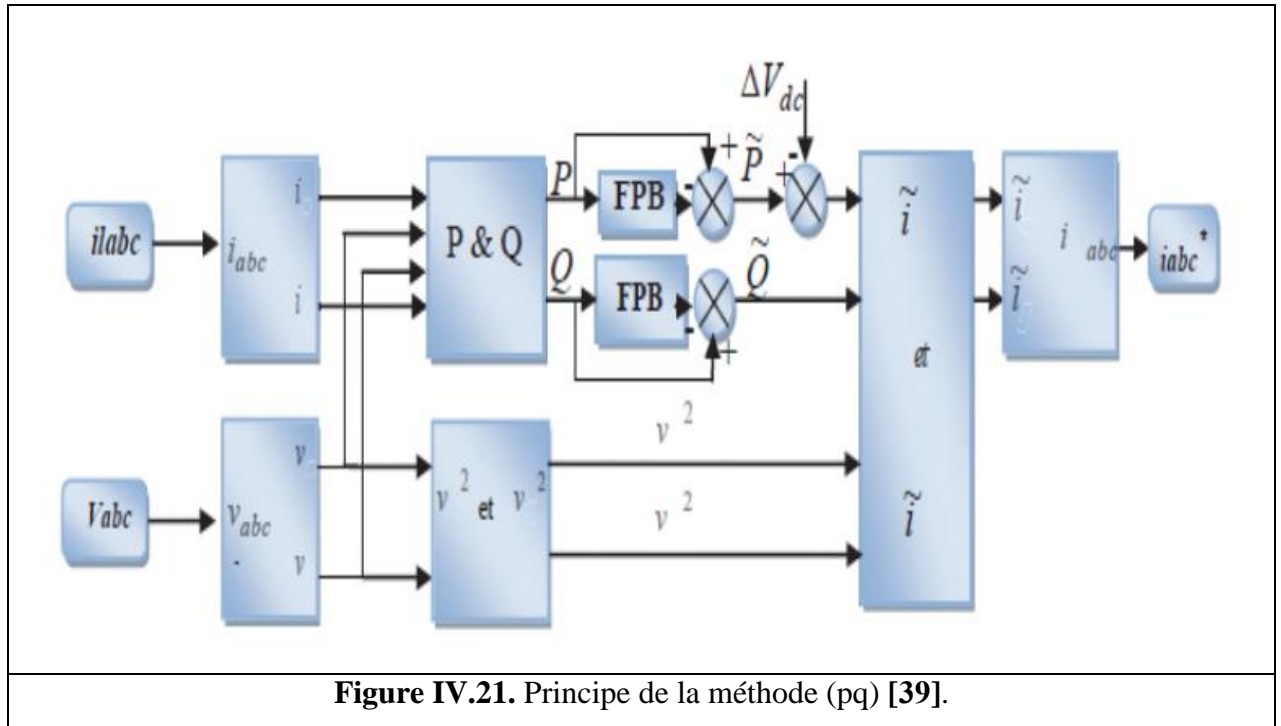 ΔV dc
P
FPB
- +
P̃
+ -
ilabc
i abc
i
i
P & Q
Q
FPB
- +
Q̃
ĩ
et
ĩ
ĩ
ĩ
i abc
iabc*
Vabc
v abc
-
v
v
v 2 et v 2
v 2
v 2
Figure IV.21. Principe de la méthode (pq) [39].